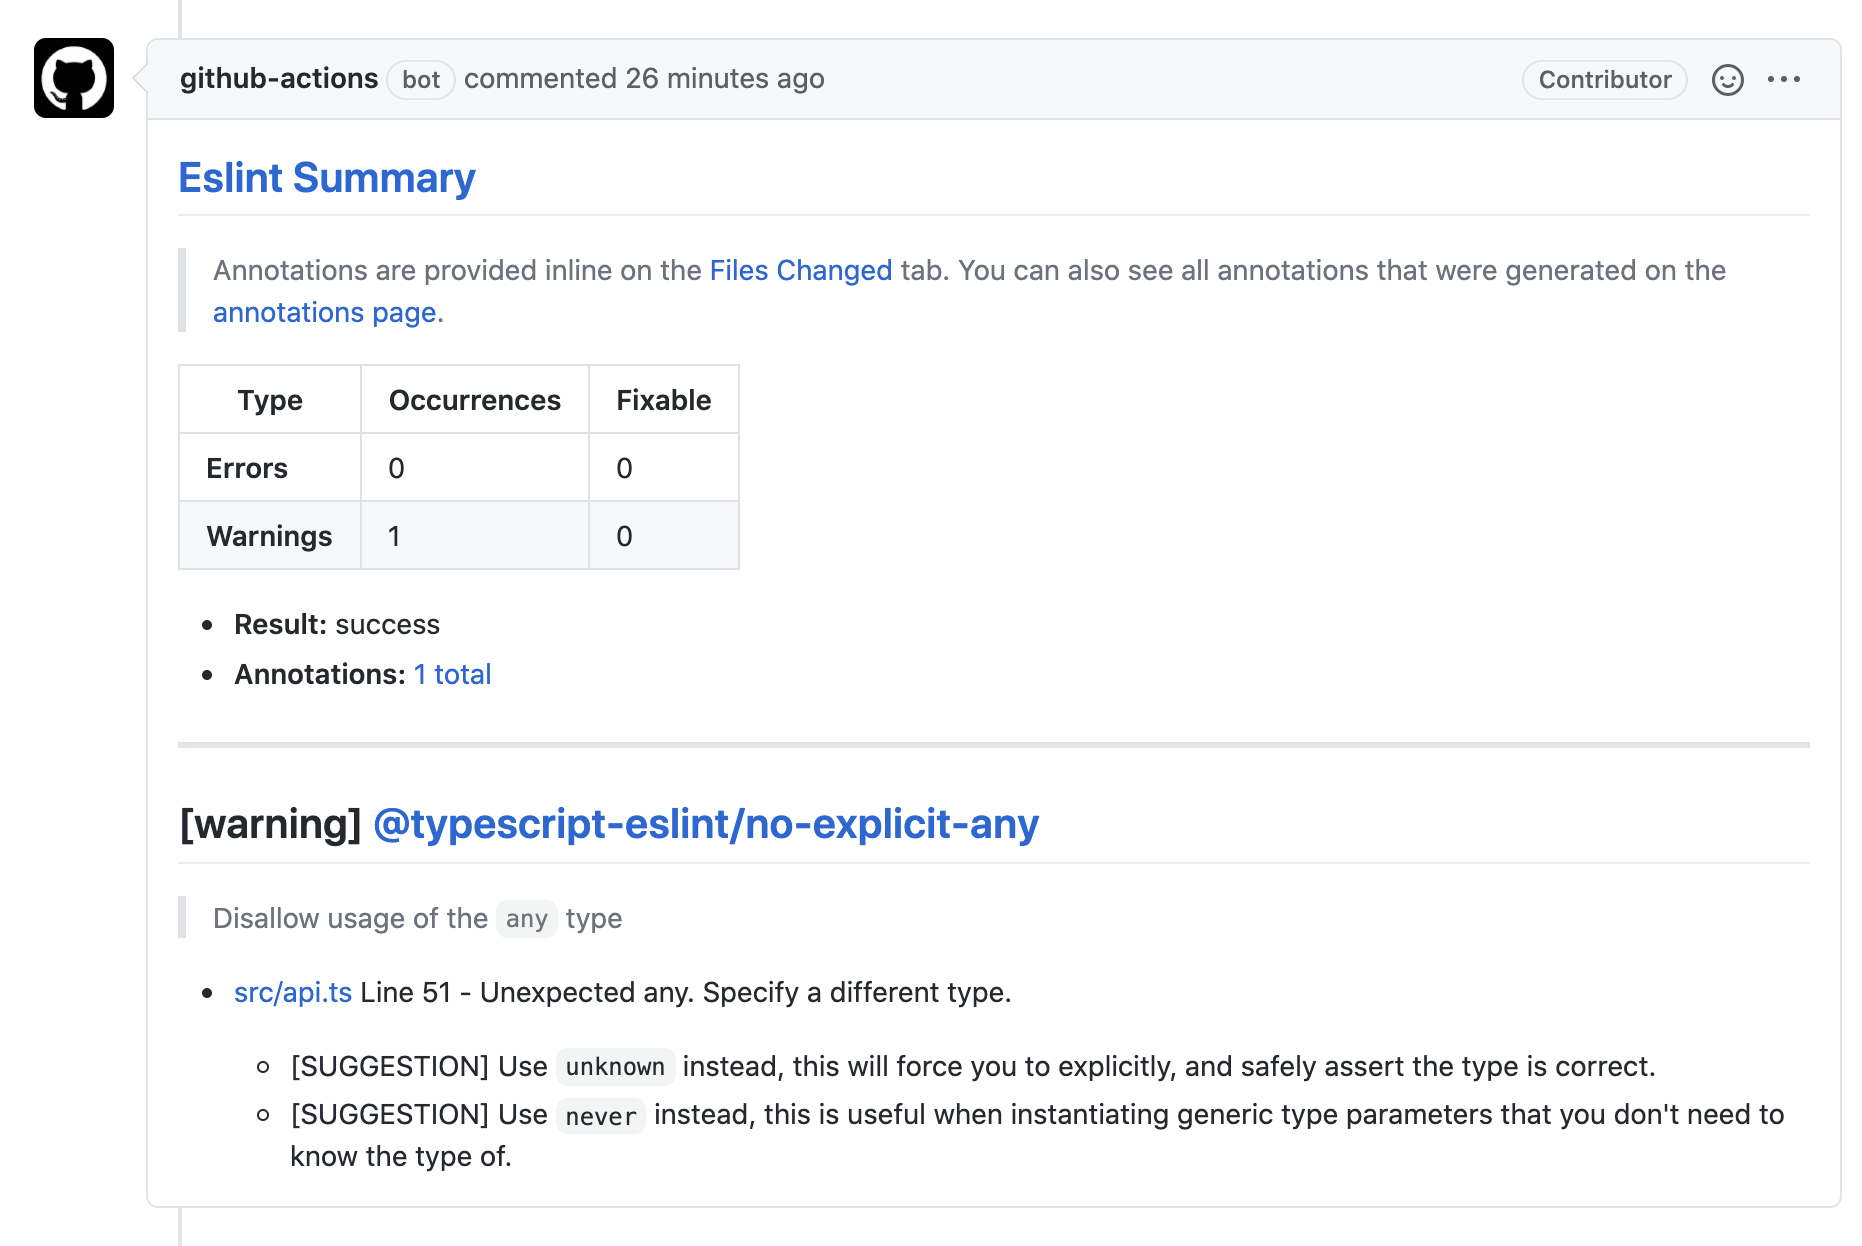 github-actions bot commented 26 minutes ago Contributor
Eslint Summary
Annotations are provided inline on the Files Changed tab. You can also see all annotations that were generated on the
annotations page.
Type Occurrences Fixable
Errors 0 0
Warnings 1 0
Result: success
Annotations: 1 total
[warning] @typescript-eslint/no-explicit-any
Disallow usage of the any type
src/api.ts Line 51 - Unexpected any. Specify a different type.
[SUGGESTION] Use unknown instead, this will force you to explicitly, and safely assert the type is correct.
[SUGGESTION] Use never instead, this is useful when instantiating generic type parameters that you don't need to
know the type of.